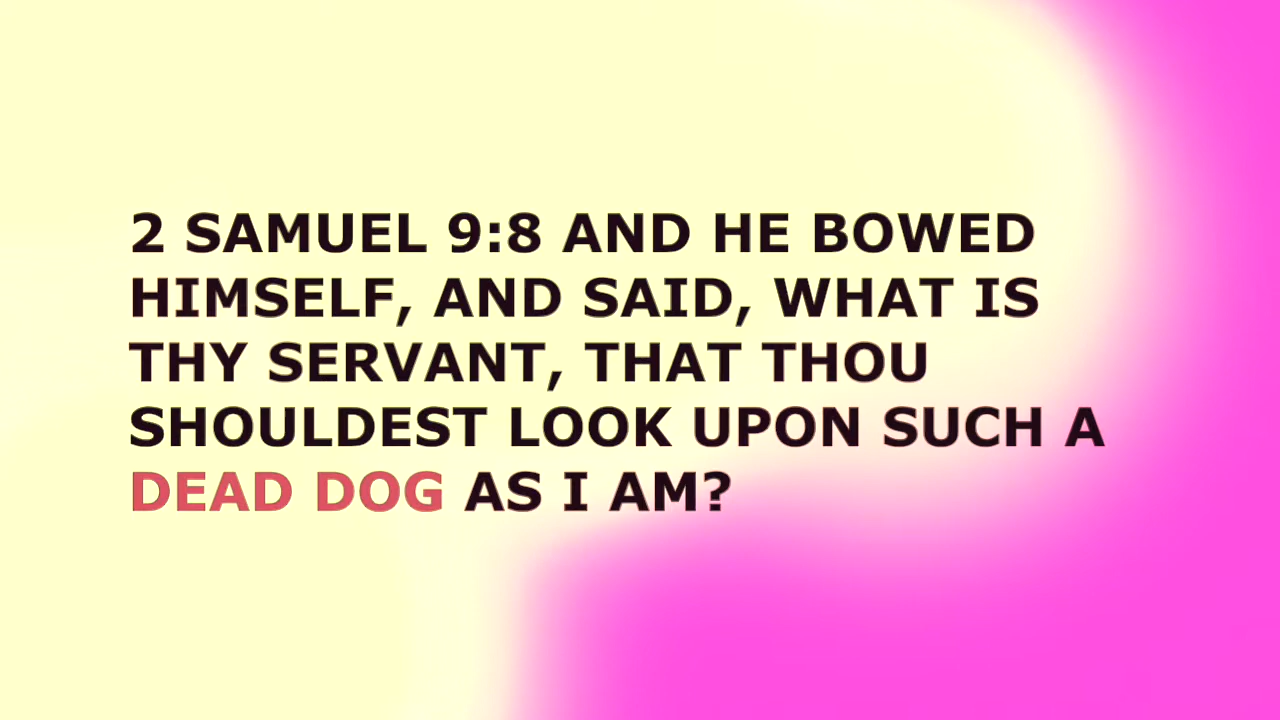 2 SAMUEL 9:8 AND HE BOWED
HIMSELF, AND SAID, WHAT IS
THY SERVANT, THAT THOU
SHOULDEST LOOK UPON SUCH A
DEAD DOG AS I AM?